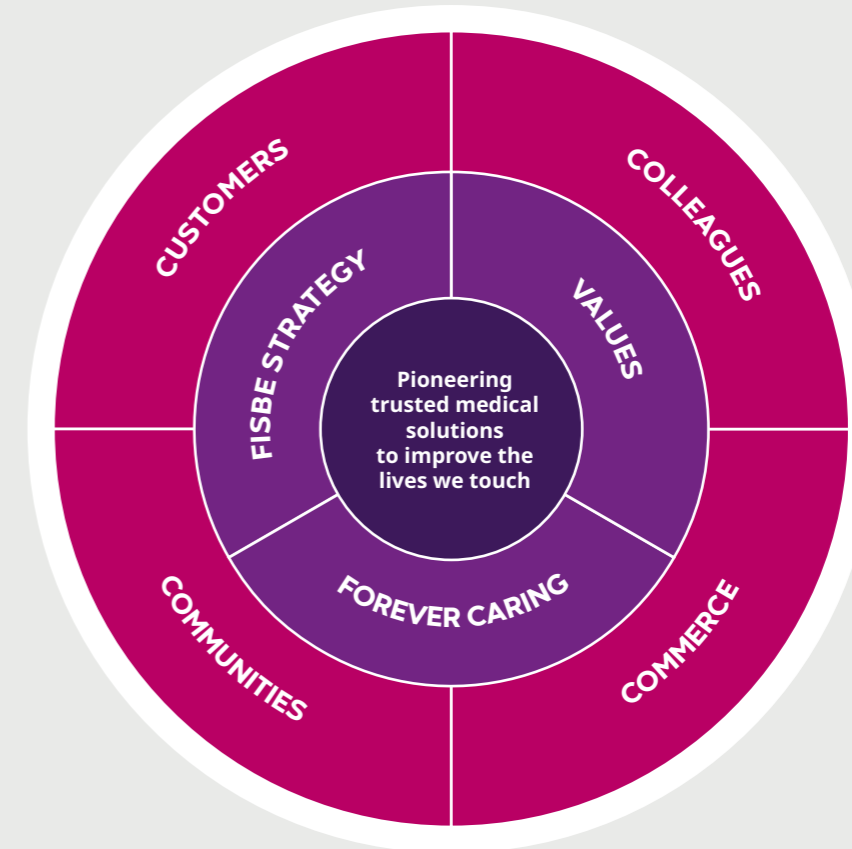 CUSTOMERS
COLLEAGUES
FISBE STRATEGY
VALUES
Pioneering
trusted medical
solutions
to improve the
lives we touch
FOREVER CARING
COMMUNITIES
COMMERCE